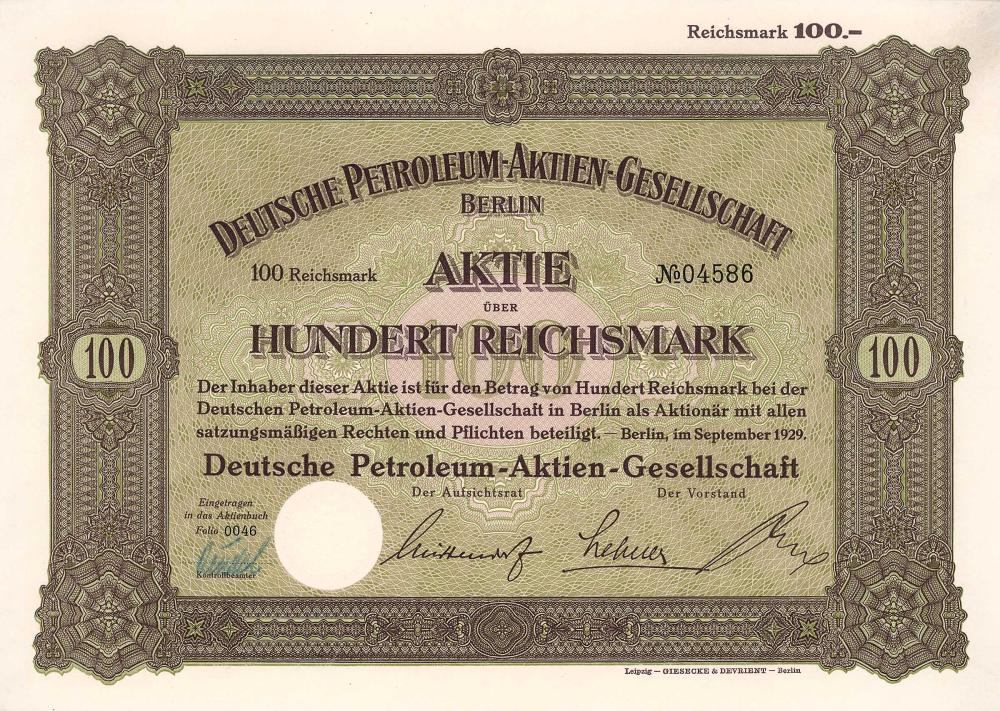 Reichsmark 100.–
DEUTSCHE PETROLEUM-AKTIEN-GESELLSCHAFT
BERLIN
100 Reichsmark AKTIE №04586
ÜBER
HUNDERT REICHSMARK
100
100
100
Der Inhaber dieser Aktie ist für den Betrag von Hundert Reichsmark bei der
Deutschen Petroleum-Aktien-Gesellschaft in Berlin als Aktionär mit allen
satzungsmäßigen Rechten und Pflichten beteiligt. — Berlin, im September 1929.
Deutsche Petroleum-Aktien-Gesellschaft
Der Aufsichtsrat Der Vorstand
Eingetragen
in das Aktienbuch
Folio 0046
Kontrollbeamter
Leipzig — GIESECKE & DEVRIENT — Berlin